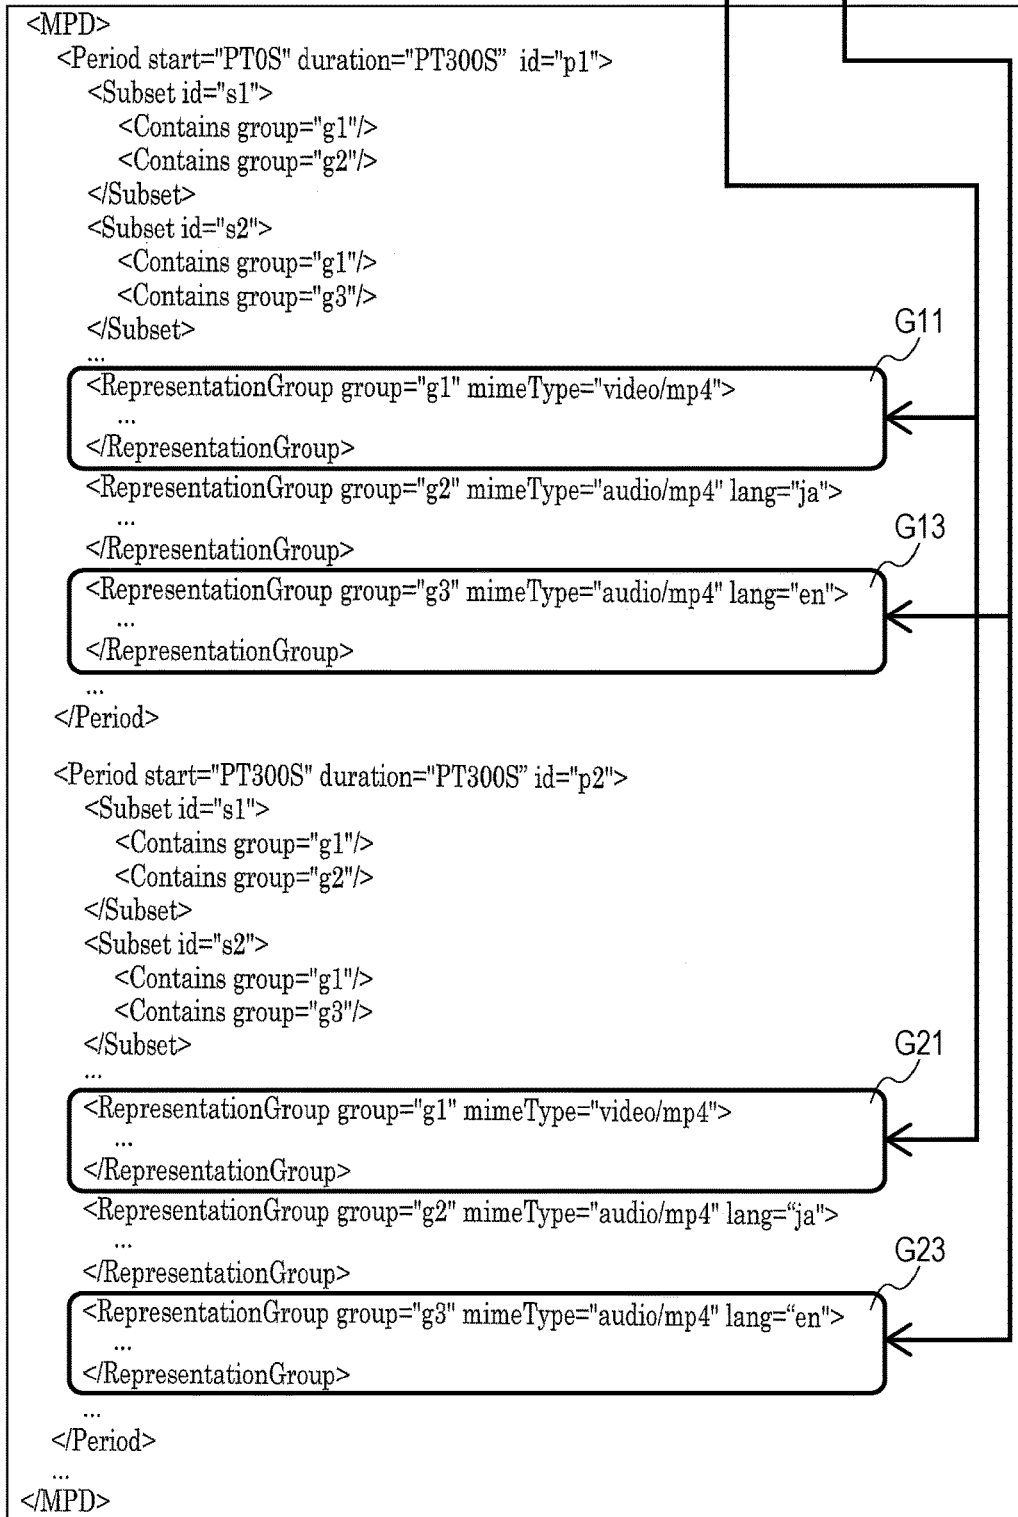 <MPD>
<Period start="PT0S" duration="PT300S” id="p1">
<Subset id="s1">
<Contains group="g1"/>
<Contains group="g2"/>
</Subset>
<Subset id="s2">
<Contains group="g1"/>
<Contains group="g3"/>
</Subset>
...
G11
<RepresentationGroup group="g1" mimeType="video/mp4">
...
</RepresentationGroup>
<RepresentationGroup group="g2" mimeType="audio/mp4" lang="ja">
...
</RepresentationGroup>
G13
<RepresentationGroup group="g3" mimeType="audio/mp4" lang="en">
...
</RepresentationGroup>
...
</Period>
<Period start="PT300S" duration="PT300S” id="p2">
<Subset id="s1">
<Contains group="g1"/>
<Contains group="g2"/>
</Subset>
<Subset id="s2">
<Contains group="g1"/>
<Contains group="g3"/>
</Subset>
...
G21
<RepresentationGroup group="g1" mimeType="video/mp4">
...
</RepresentationGroup>
<RepresentationGroup group="g2" mimeType="audio/mp4" lang=“ja">
...
</RepresentationGroup>
G23
<RepresentationGroup group="g3" mimeType="audio/mp4" lang=“en">
...
</RepresentationGroup>
...
</Period>
...
</MPD>